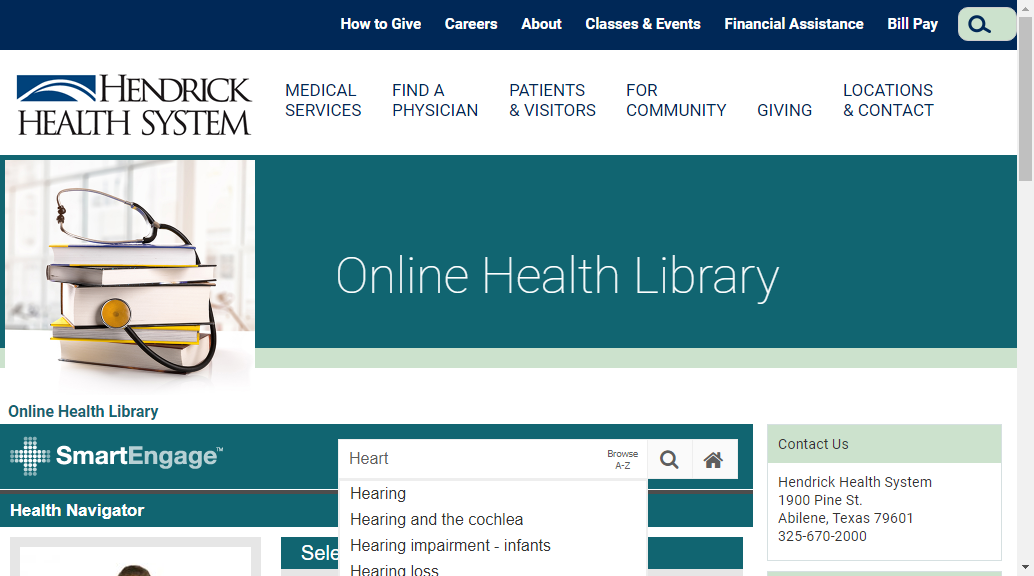 How to Give Careers About Classes & Events Financial Assistance Bill Pay
HENDRICK
HEALTH SYSTEM
MEDICAL
SERVICES
FIND A
PHYSICIAN
PATIENTS
& VISITORS
FOR
COMMUNITY
GIVING
LOCATIONS
& CONTACT
Online Health Library
Online Health Library
SmartEngage™
Heart
Browse
A-Z
Hearing
Hearing and the cochlea
Hearing impairment - infants
Hearing loss
Health Navigator
Sele
Contact Us
Hendrick Health System
1900 Pine St.
Abilene, Texas 79601
325-670-2000